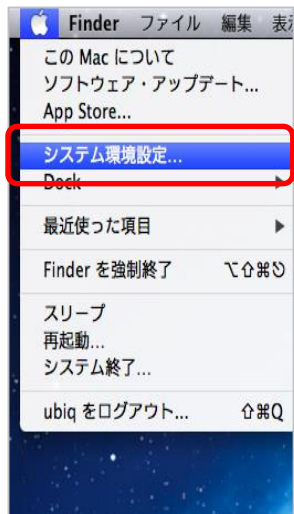 Finder ファイル 編集 表示
この Mac について
ソフトウェア・アップデート...
App Store...
システム環境設定...
Dock
最近使った項目
Finder を強制終了 ⌥⇧⌘⎋
スリープ
再起動...
システム終了...
ubiq をログアウト... ⇧⌘Q